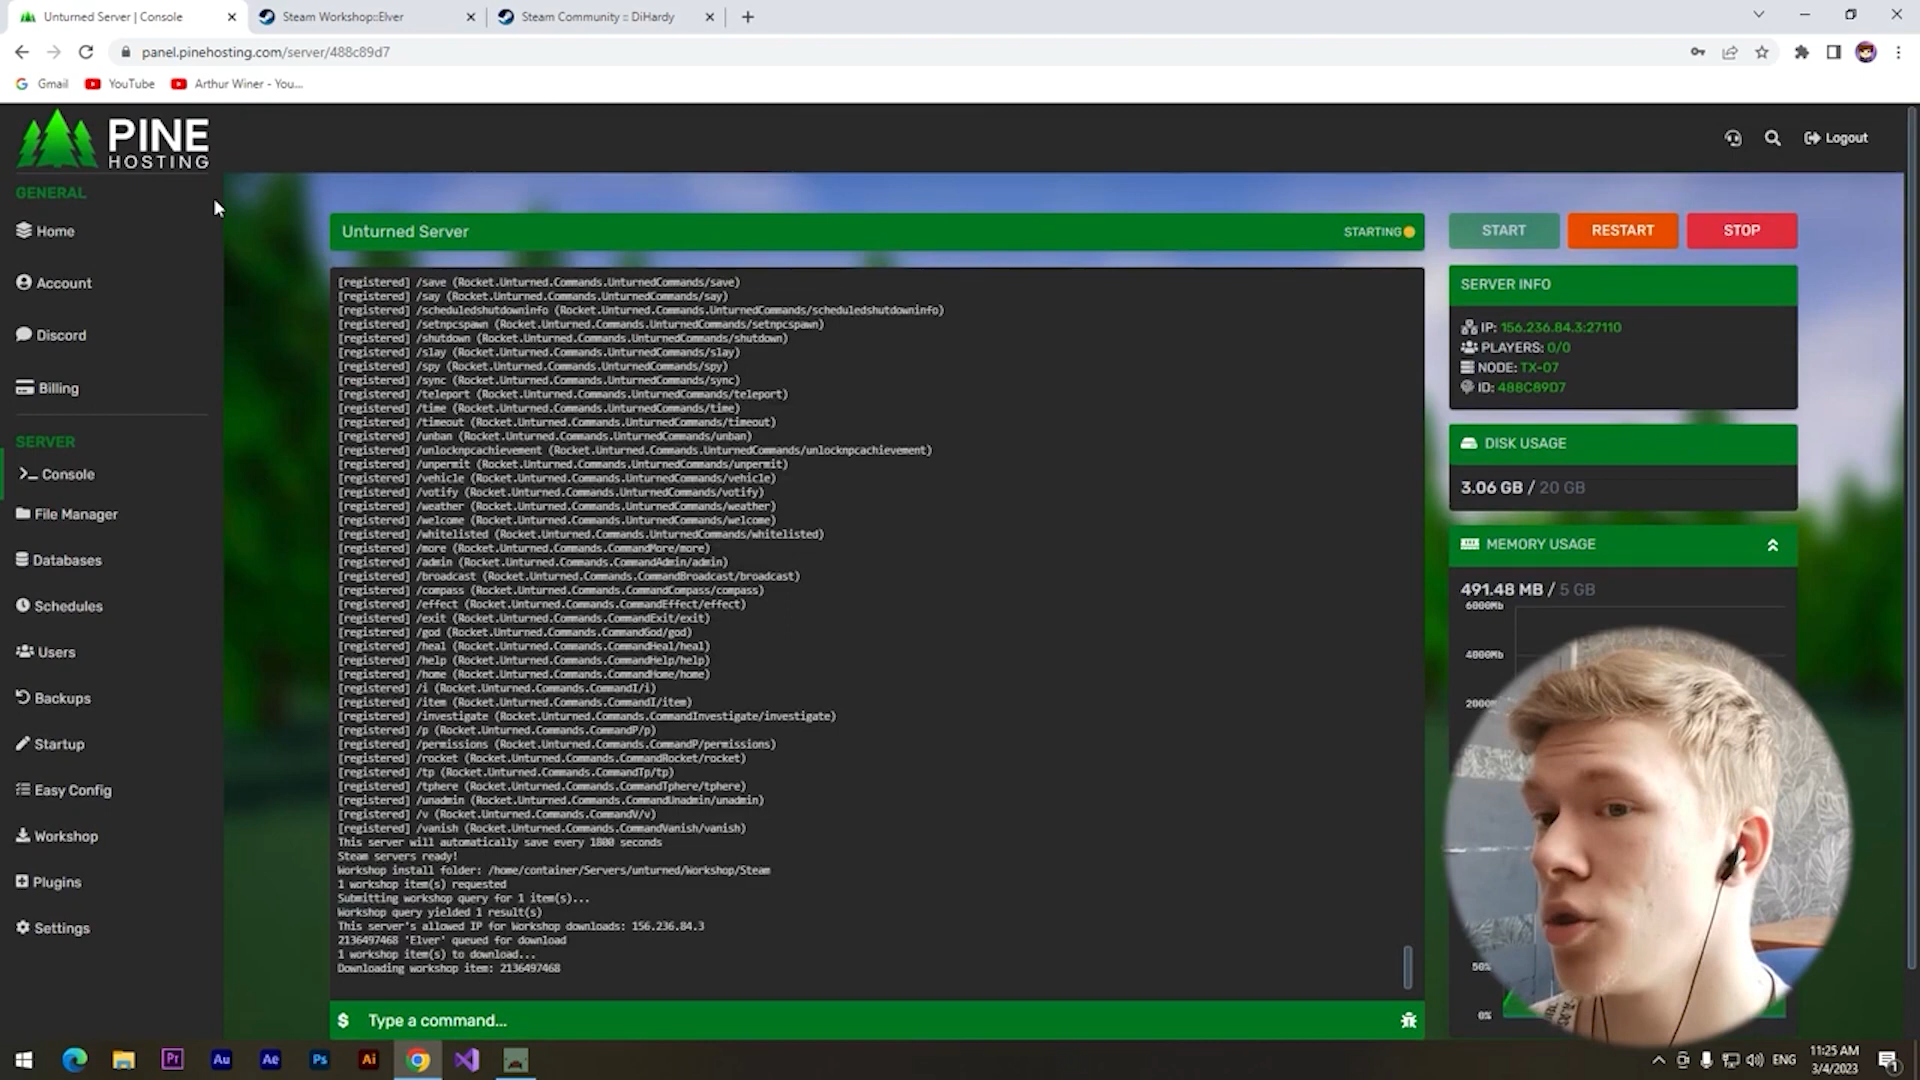 Unturned Server | Console
Steam Workshop::Elver
Steam Community :: DiHardy
panel.pinehosting.com/server/488c89d7
Gmail
YouTube
Arthur Winer - You...
PINE
HOSTING
Logout
GENERAL
Home
Account
Discord
Billing
SERVER
Console
File Manager
Databases
Schedules
Users
Backups
Startup
Easy Config
Workshop
Plugins
Settings
Unturned Server
STARTING
[registered] /save (Rocket.Unturned.Commands.UnturnedCommands/save)
[registered] /say (Rocket.Unturned.Commands.UnturnedCommands/say)
[registered] /scheduledshutdowninfo (Rocket.Unturned.Commands.UnturnedCommands/scheduledshutdowninfo)
[registered] /setnpcspawn (Rocket.Unturned.Commands.UnturnedCommands/setnpcspawn)
[registered] /shutdown (Rocket.Unturned.Commands.UnturnedCommands/shutdown)
[registered] /slay (Rocket.Unturned.Commands.UnturnedCommands/slay)
[registered] /spy (Rocket.Unturned.Commands.UnturnedCommands/spy)
[registered] /sync (Rocket.Unturned.Commands.UnturnedCommands/sync)
[registered] /teleport (Rocket.Unturned.Commands.UnturnedCommands/teleport)
[registered] /time (Rocket.Unturned.Commands.UnturnedCommands/time)
[registered] /timeout (Rocket.Unturned.Commands.UnturnedCommands/timeout)
[registered] /unban (Rocket.Unturned.Commands.UnturnedCommands/unban)
[registered] /unlocknpcachievement (Rocket.Unturned.Commands.UnturnedCommands/unlocknpcachievement)
[registered] /unpermit (Rocket.Unturned.Commands.UnturnedCommands/unpermit)
[registered] /vehicle (Rocket.Unturned.Commands.UnturnedCommands/vehicle)
[registered] /votify (Rocket.Unturned.Commands.UnturnedCommands/votify)
[registered] /weather (Rocket.Unturned.Commands.UnturnedCommands/weather)
[registered] /welcome (Rocket.Unturned.Commands.UnturnedCommands/welcome)
[registered] /whitelisted (Rocket.Unturned.Commands.UnturnedCommands/whitelisted)
[registered] /more (Rocket.Unturned.Commands.CommandMore/more)
[registered] /admin (Rocket.Unturned.Commands.CommandAdmin/admin)
[registered] /broadcast (Rocket.Unturned.Commands.CommandBroadcast/broadcast)
[registered] /compass (Rocket.Unturned.Commands.CommandCompass/compass)
[registered] /effect (Rocket.Unturned.Commands.CommandEffect/effect)
[registered] /exit (Rocket.Unturned.Commands.CommandExit/exit)
[registered] /god (Rocket.Unturned.Commands.CommandGod/god)
[registered] /heal (Rocket.Unturned.Commands.CommandHeal/heal)
[registered] /help (Rocket.Unturned.Commands.CommandHelp/help)
[registered] /home (Rocket.Unturned.Commands.CommandHome/home)
[registered] /i (Rocket.Unturned.Commands.CommandI/i)
[registered] /item (Rocket.Unturned.Commands.CommandI/item)
[registered] /investigate (Rocket.Unturned.Commands.CommandInvestigate/investigate)
[registered] /p (Rocket.Unturned.Commands.CommandP/p)
[registered] /permissions (Rocket.Unturned.Commands.CommandP/permissions)
[registered] /rocket (Rocket.Unturned.Commands.CommandRocket/rocket)
[registered] /tp (Rocket.Unturned.Commands.CommandTp/tp)
[registered] /tphere (Rocket.Unturned.Commands.CommandTphere/tphere)
[registered] /unadmin (Rocket.Unturned.Commands.CommandUnadmin/unadmin)
[registered] /v (Rocket.Unturned.Commands.CommandV/v)
[registered] /vanish (Rocket.Unturned.Commands.CommandVanish/vanish)
This server will automatically save every 1800 seconds
Steam servers ready!
Workshop install folder: /home/container/Servers/unturned/Workshop/Steam
1 workshop item(s) requested
Submitting workshop query for 1 item(s)...
Workshop query yielded 1 result(s)
This server's allowed IP for Workshop downloads: 156.236.84.3
2136497468 'Elver' queued for download
1 workshop item(s) to download...
Downloading workshop item: 2136497468
$ Type a command...
START
RESTART
STOP
SERVER INFO
IP: 156.236.84.3:27110
PLAYERS: 0/0
NODE: TX-07
ID: 488C89D7
DISK USAGE
3.06 GB / 20 GB
MEMORY USAGE
491.48 MB / 5 GB
6000Mb
4000Mb
50%
0%
Pr
Au
Ae
Ps
Ai
ENG
11:25 AM
3/4/2023
1